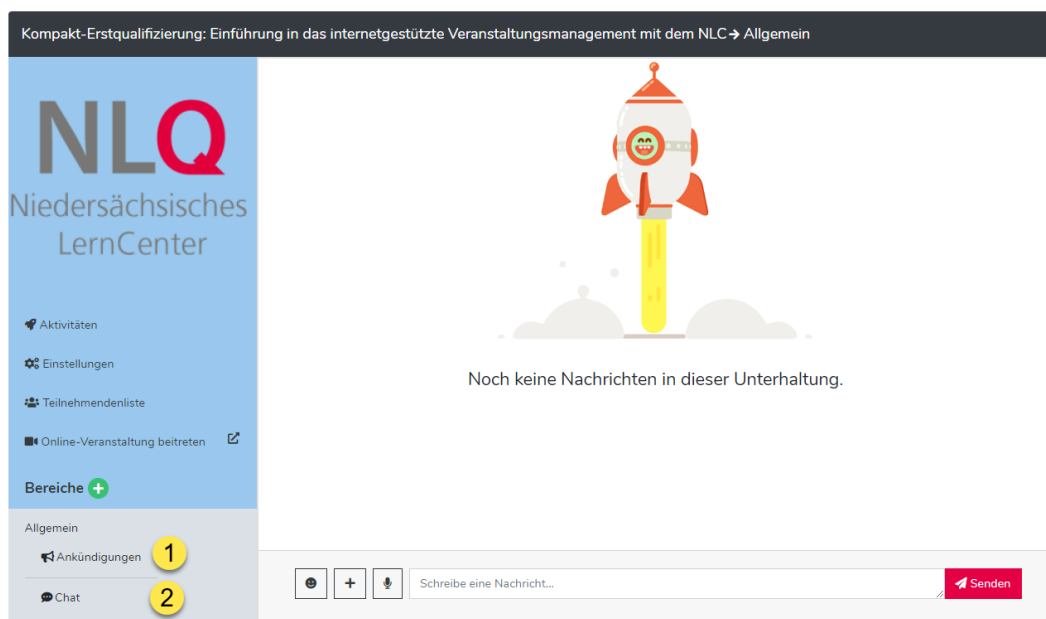 Kompakt-Erstqualifizierung: Einführung in das internetgestützte Veranstaltungsmanagement mit dem NLC → Allgemein
NLQ
Niedersächsisches
LernCenter
Aktivitäten
Einstellungen
Teilnehmendenliste
Online-Veranstaltung beitreten
Bereiche
Allgemein
Ankündigungen 1
Chat 2
Noch keine Nachrichten in dieser Unterhaltung.
Schreibe eine Nachricht...
Senden